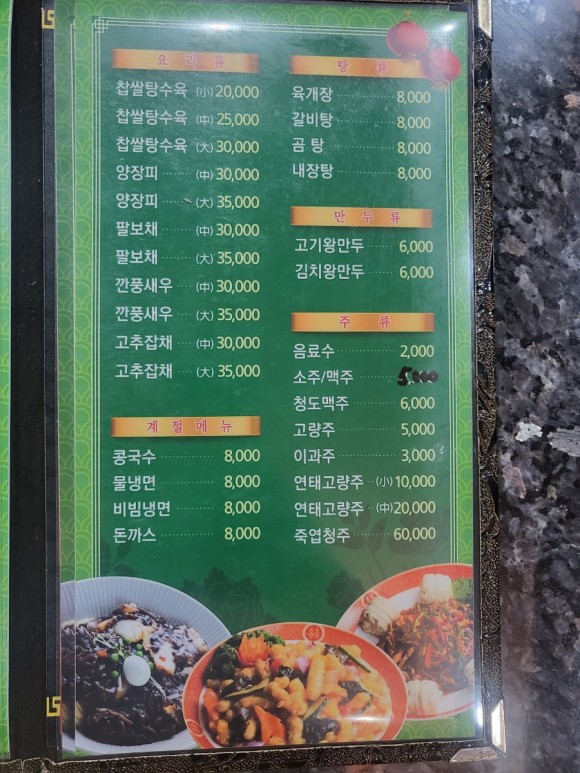 요 리 류
찹쌀탕수육 (小) 20,000
찹쌀탕수육 (中) 25,000
찹쌀탕수육 (大) 30,000
양장피 (中) 30,000
양장피 (大) 35,000
팔보채 (中) 30,000
팔보채 (大) 35,000
깐풍새우 (中) 30,000
깐풍새우 (大) 35,000
고추잡채 (中) 30,000
고추잡채 (大) 35,000
계 절 메 뉴
콩국수 8,000
물냉면 8,000
비빔냉면 8,000
돈까스 8,000
탕 류
육개장 8,000
갈비탕 8,000
곰 탕 8,000
내장탕 8,000
만 두 류
고기왕만두 6,000
김치왕만두 6,000
주 류
음료수 2,000
소주/맥주 5,000
청도맥주 6,000
고량주 5,000
이과주 3,000
연태고량주 (小) 10,000
연태고량주 (中) 20,000
죽엽청주 60,000